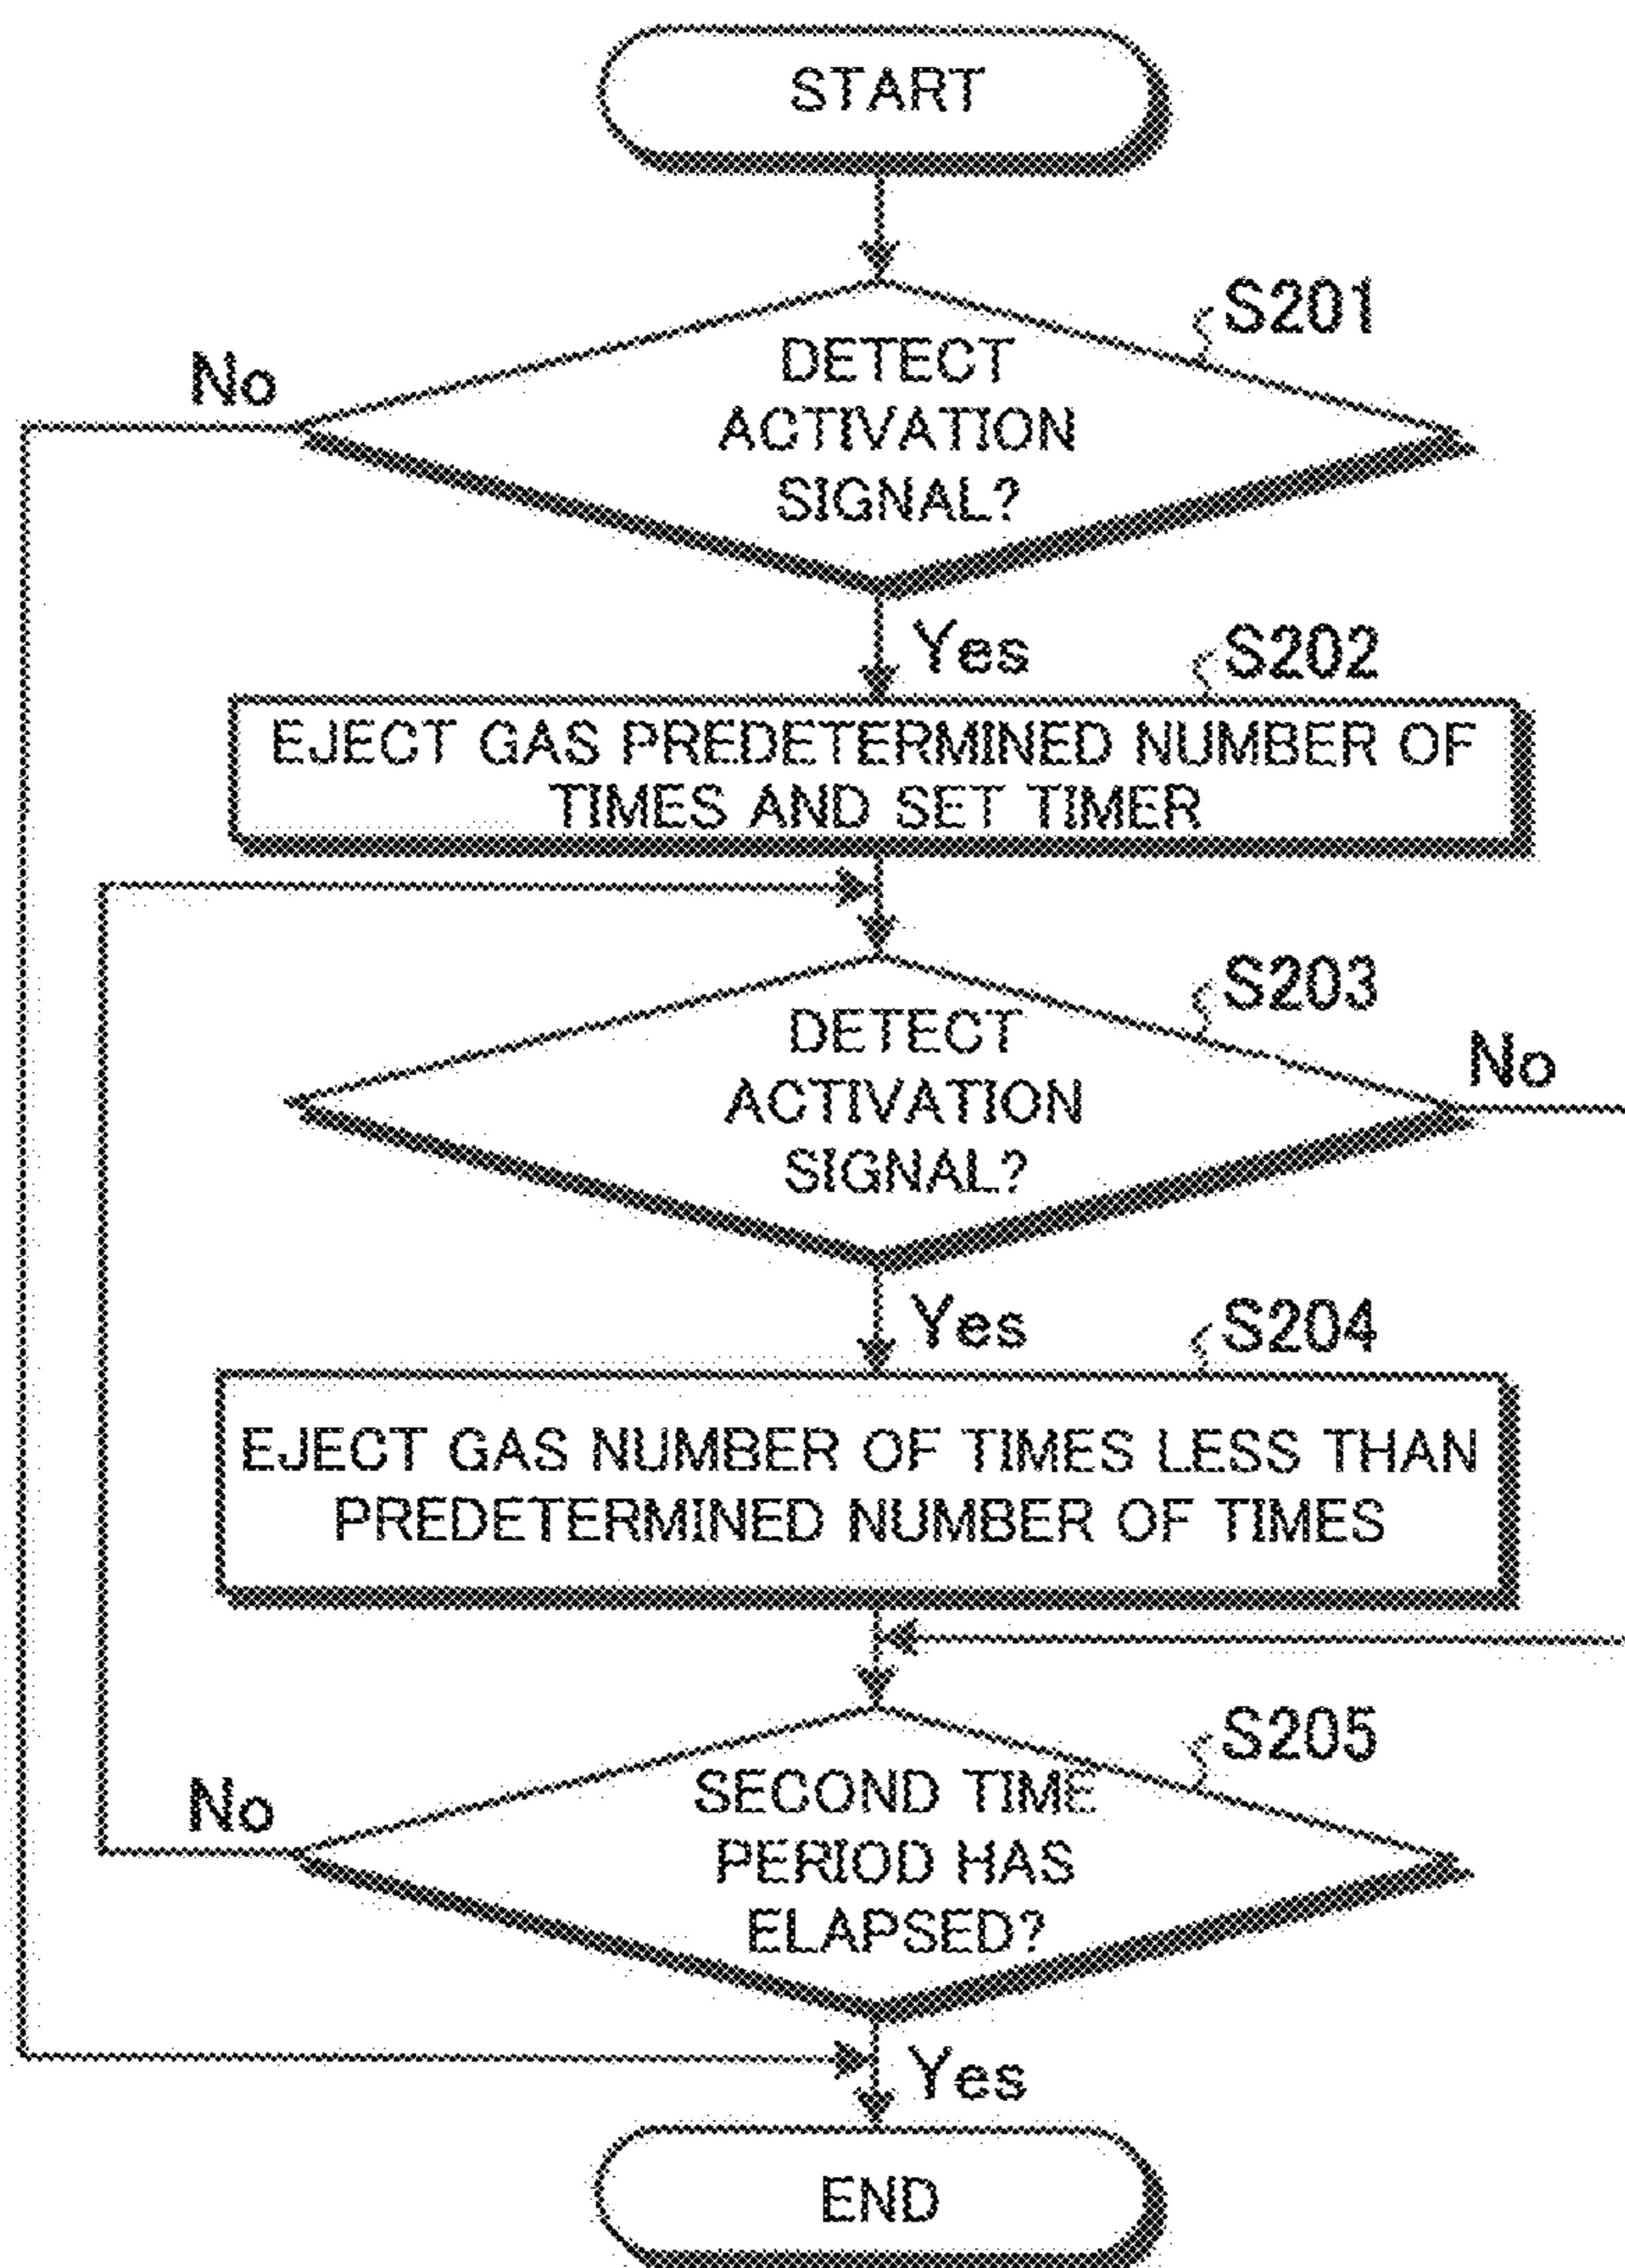 START
S201
No
DETECT
ACTIVATION
SIGNAL?
Yes
S202
EJECT GAS PREDETERMINED NUMBER OF
TIMES AND SET TIMER
S203
No
DETECT
ACTIVATION
SIGNAL?
Yes
S204
EJECT GAS NUMBER OF TIMES LESS THAN
PREDETERMINED NUMBER OF TIMES
S205
No
SECOND TIME
PERIOD HAS
ELAPSED?
Yes
END